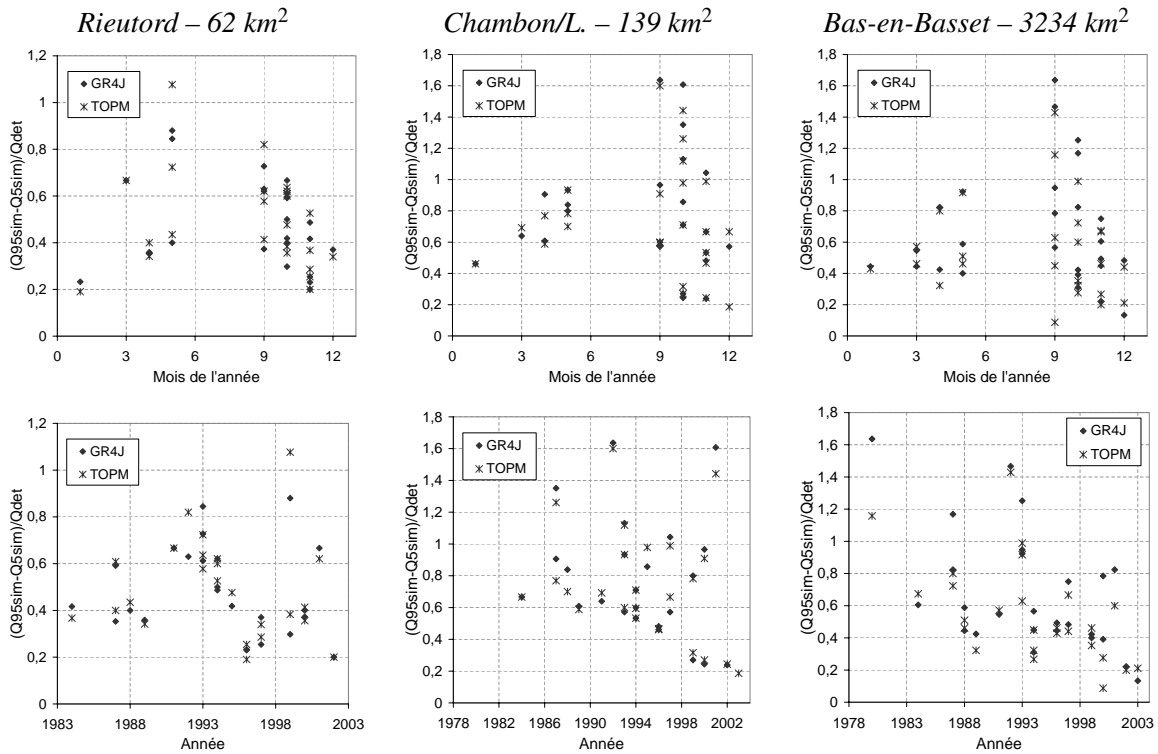 Rieutord – 62 km²
Chambon/L. – 139 km²
Bas-en-Basset – 3234 km²
(Q95sim-Q5sim)/Qdet
1,2
1
0,8
0,6
0,4
0,2
0
GR4J
TOPM
0 3 6 9 12
Mois de l'année
(Q95sim-Q5sim)/Qdet
1,8
1,6
1,4
1,2
1
0,8
0,6
0,4
0,2
0
GR4J
TOPM
0 3 6 9 12
Mois de l'année
(Q95sim-Q5sim)/Qdet
1,8
1,6
1,4
1,2
1
0,8
0,6
0,4
0,2
0
GR4J
TOPM
0 3 6 9 12
Mois de l'année
(Q95sim-Q5sim)/Qdet
1,2
1
0,8
0,6
0,4
0,2
0
GR4J
TOPM
1983 1988 1993 1998 2003
Année
(Q95sim-Q5sim)/Qdet
1,8
1,6
1,4
1,2
1
0,8
0,6
0,4
0,2
0
GR4J
TOPM
1978 1982 1986 1990 1994 1998 2002
Année
(Q95sim-Q5sim)/Qdet
1,8
1,6
1,4
1,2
1
0,8
0,6
0,4
0,2
0
GR4J
TOPM
1978 1983 1988 1993 1998 2003
Année